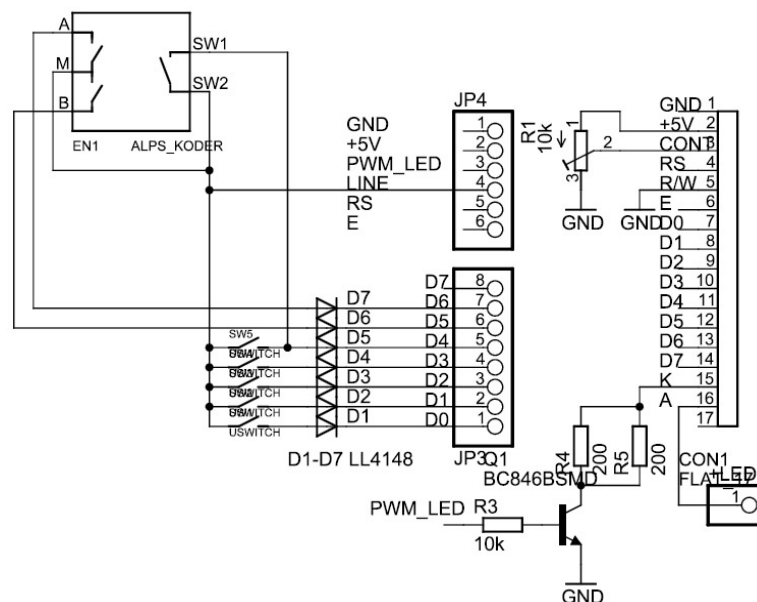 A
M
B
SW1
SW2
EN1
ALPS_KODER
JP4
GND 1
+5V 2
PWM_LED 3
LINE 4
RS 5
E 6
R1
10k
1
2
3
GND
GND
GND 1
+5V 2
CONT 3
RS 4
R/W 5
E 6
D0 7
D1 8
D2 9
D3 10
D4 11
D5 12
D6 13
D7 14
K 15
A 16
17
CON1
D7 8
D7 D6 7
D6 D5 6
D5 D4 5
D4 D3 4
D3 D2 3
D2 D1 2
D1 D0 1
SW5
USWITCH
D1-D7 LL4148
JP3
Q1
BC846BSMD
R4
200
R5
200
+LED
1
PWM_LED
R3
10k
GND